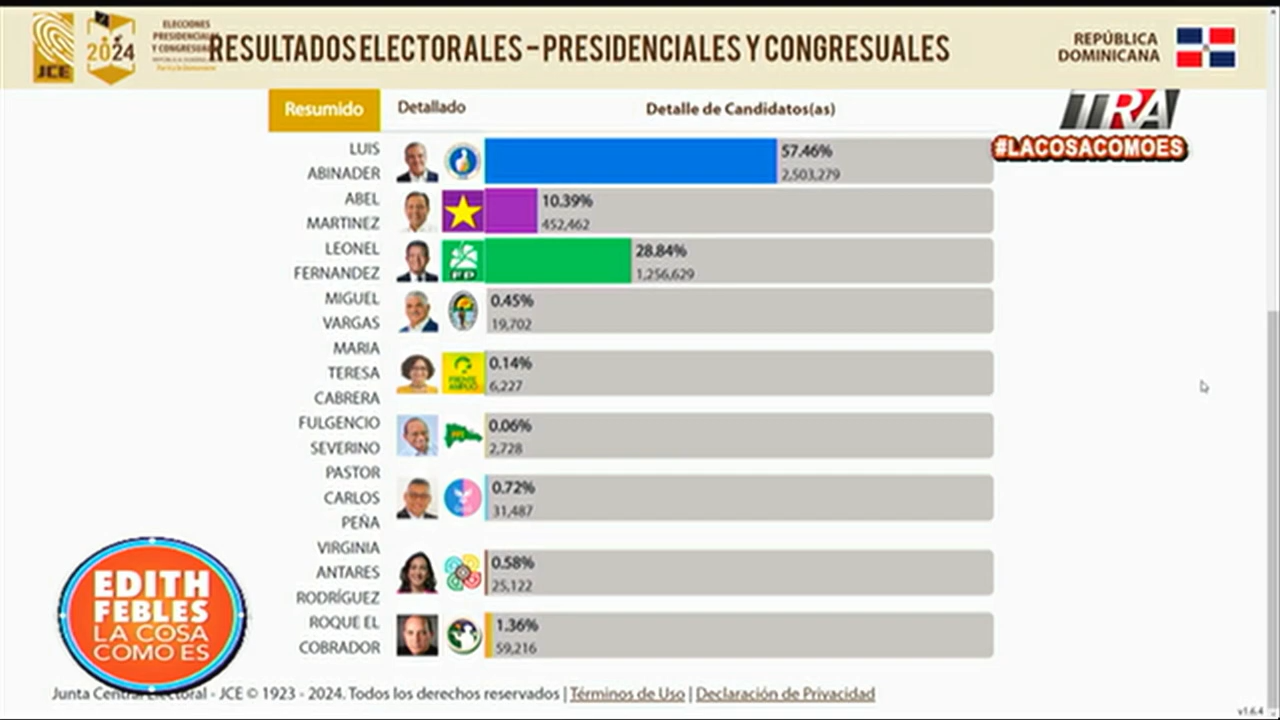 JCE
2024
ELECCIONES
PRESIDENCIALES
Y CONGRESUALES
RESULTADOS ELECTORALES – PRESIDENCIALES Y CONGRESUALES
REPÚBLICA
DOMINICANA
Resumido
Detallado
Detalle de Candidatos(as)
TRA
#LACOSACOMOES
LUIS
ABINADER
57.46%
2,503,279
ABEL
MARTINEZ
10.39%
452,462
LEONEL
FERNANDEZ
FP
28.84%
1,256,629
MIGUEL
VARGAS
0.45%
19,702
MARIA
TERESA
CABRERA
FRENTE
AMPLIO
0.14%
6,227
FULGENCIO
SEVERINO
0.06%
2,728
PASTOR
CARLOS
PEÑA
0.72%
31,487
VIRGINIA
ANTARES
RODRÍGUEZ
0.58%
25,122
ROQUE EL
COBRADOR
1.36%
59,216
EDITH
FEBLES
LA COSA
COMO ES
Junta Central Electoral - JCE © 1923 - 2024. Todos los derechos reservados | Términos de Uso | Declaración de Privacidad
v1.6.4